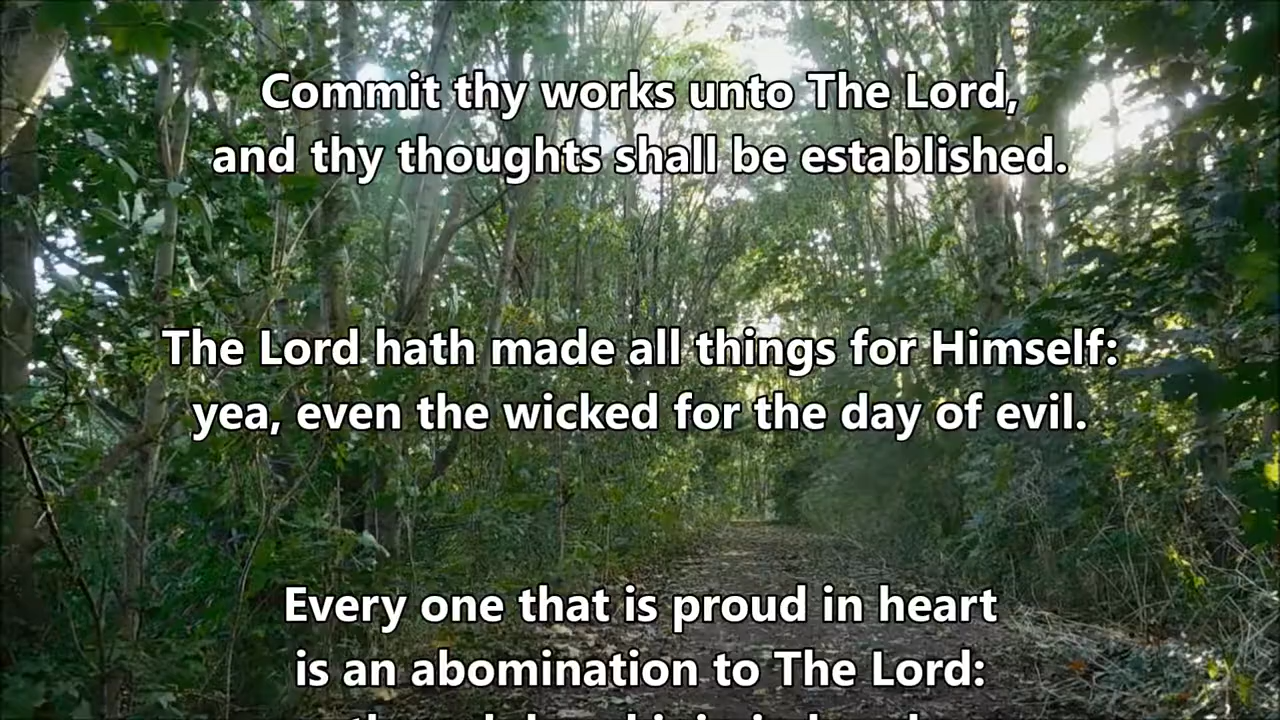 Commit thy works unto The Lord,
and thy thoughts shall be established.
The Lord hath made all things for Himself:
yea, even the wicked for the day of evil.
Every one that is proud in heart
is an abomination to The Lord: